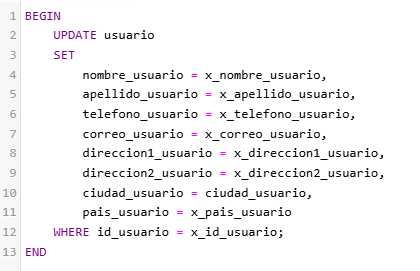 1 BEGIN
2 UPDATE usuario
3 SET
4 nombre_usuario = x_nombre_usuario,
5 apellido_usuario = x_apellido_usuario,
6 telefono_usuario = x_telefono_usuario,
7 correo_usuario = x_correo_usuario,
8 direccion1_usuario = x_direccion1_usuario,
9 direccion2_usuario = x_direccion2_usuario,
10 ciudad_usuario = ciudad_usuario,
11 pais_usuario = x_pais_usuario
12 WHERE id_usuario = x_id_usuario;
13 END